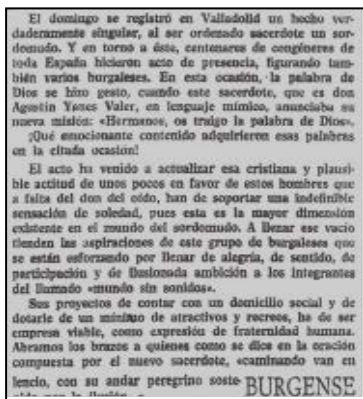 El domingo se registró en Valladolid un hecho ver-
daderamente singular, al ser ordenado sacerdote un sor-
domudo. Y en torno a éste, centenares de congéneres de
toda España hicieron acto de presencia, figurando tam-
bién varios burgaleses. En esta ocasión, la palabra de
Dios se hizo gesto, cuando este sacerdote, que es don
Agustín Yanes Valer, en lenguaje mímico, anunciaba su
nueva misión: «Hermanos, os traigo la palabra de Dios».
¡Qué emocionante contenido adquirieron esas palabras
en la citada ocasión!
El acto ha venido a actualizar esa cristiana y plausi-
ble actitud de unos pocos en favor de estos hombres que
a falta del don del oído, han de soportar una indefinible
sensación de soledad, pues esta es la mayor dimensión
existente en el mundo del sordomudo. A llenar ese vacío
tienden las aspiraciones de este grupo de burgaleses que
se están esforzando por llenar de alegría, de sentido, de
participación y de ilusionada ambición a los integrantes
del llamado «mundo sin sonidos».
Sus proyectos de contar con un domicilio social y de
dotarle de un mínimo de atractivos y recreos, ha de ser
empresa viable, como expresión de fraternidad humana.
Abramos los brazos a quienes como se dice en la oración
compuesta por el nuevo sacerdote, «caminando van en
lencio, con su andar peregrino soste-
BURGENSE